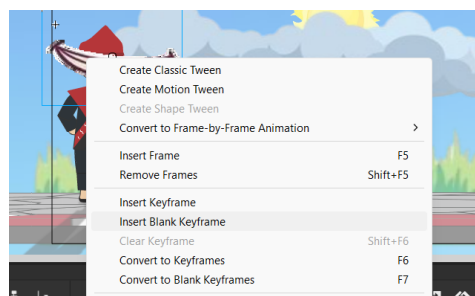 Create Classic Tween
Create Motion Tween
Create Shape Tween
Convert to Frame-by-Frame Animation
Insert Frame F5
Remove Frames Shift+F5
Insert Keyframe
Insert Blank Keyframe
Clear Keyframe Shift+F6
Convert to Keyframes F6
Convert to Blank Keyframes F7